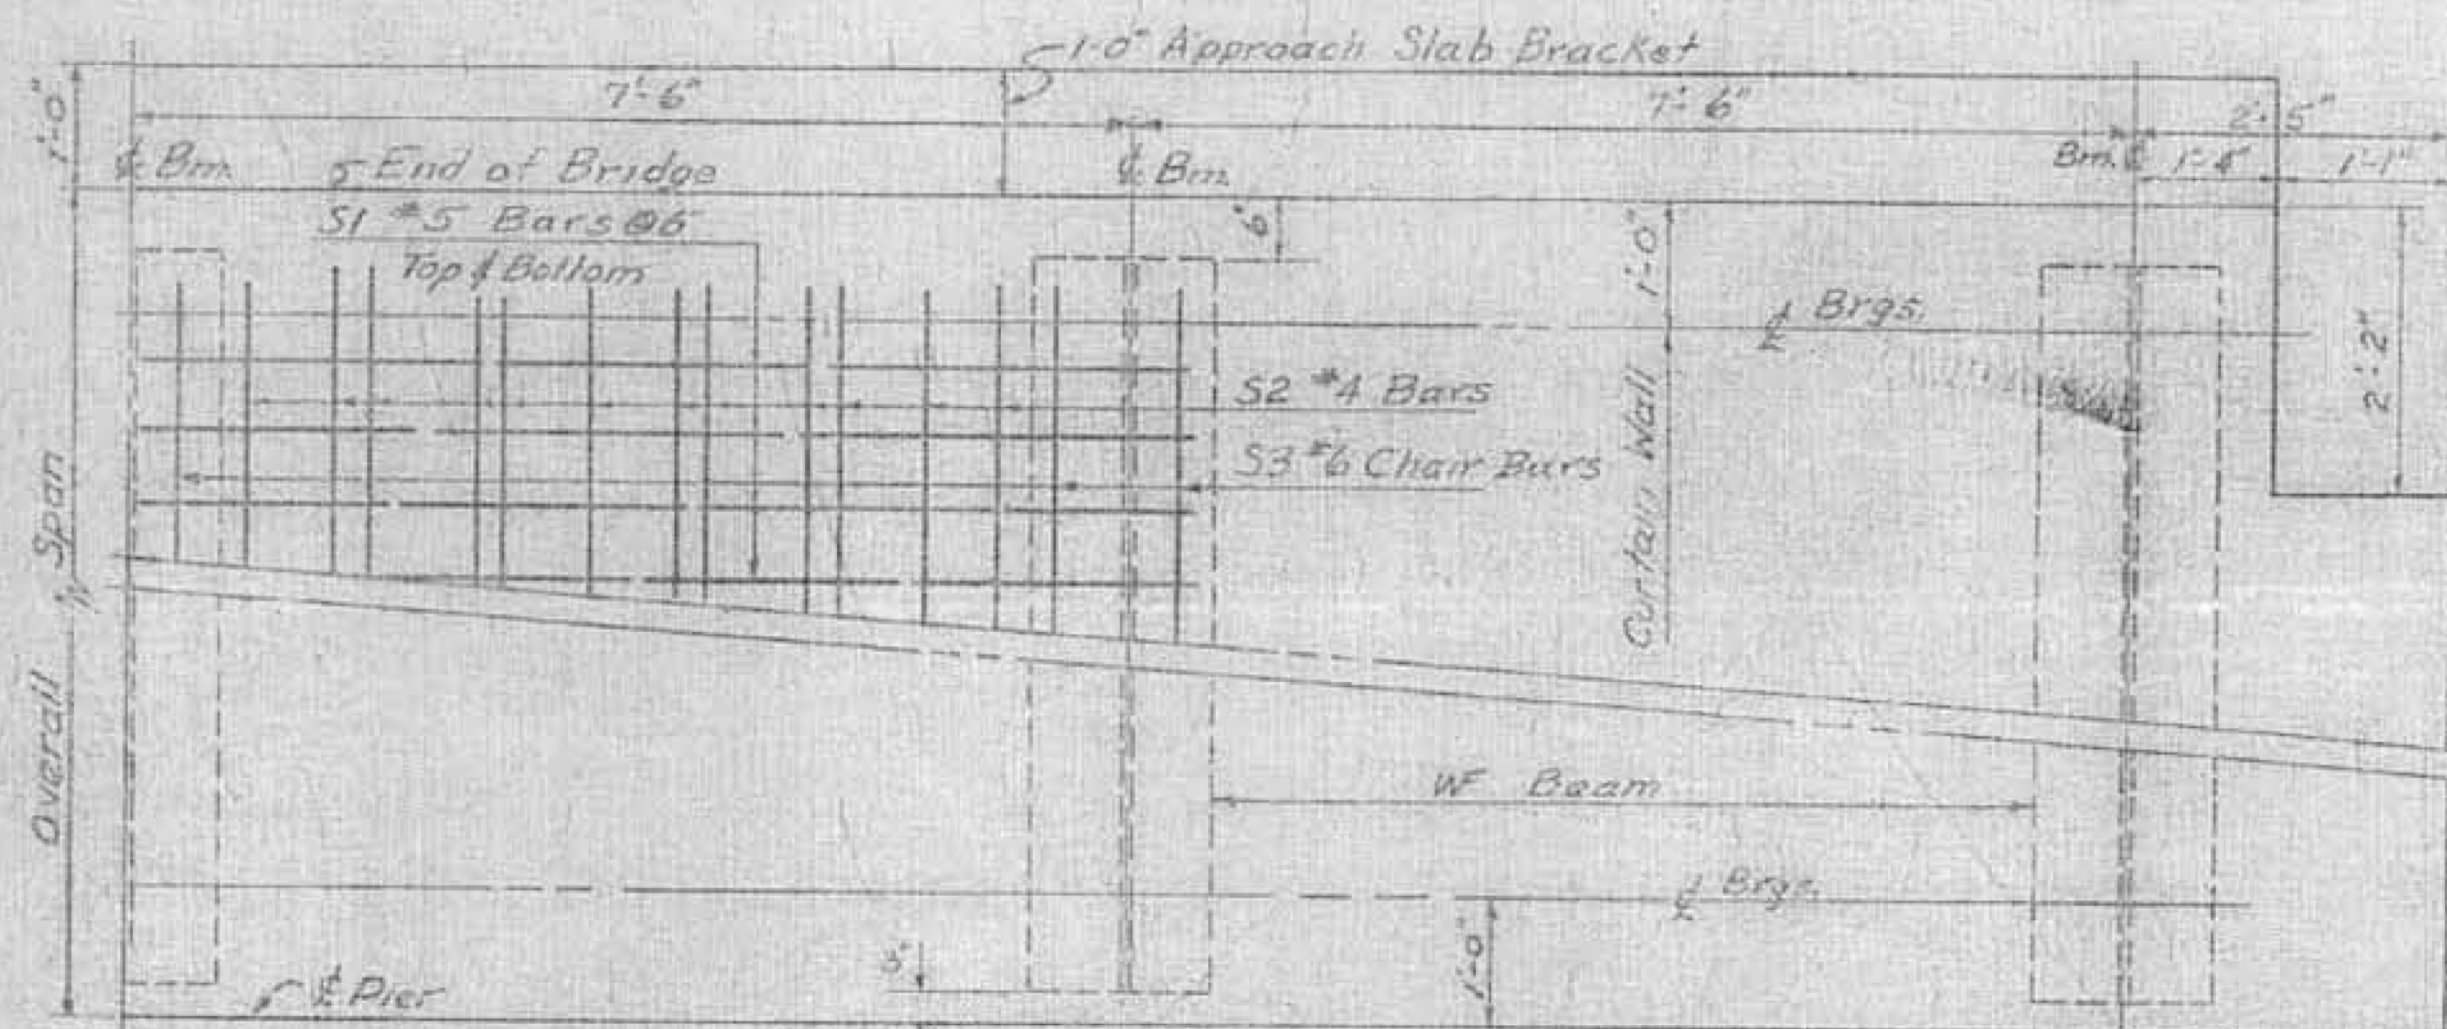 1'-0" Approach Slab Bracket
7'-6"
7'-6"
2'-5"
1'-0"
℄ Bm.
End of Bridge
℄ Bm.
Bm. ℄
1'-4"
1'-1"
S1 #5 Bars @6"
Top & Bottom
6"
1'-0"
℄ Brgs.
2'-2"
S2 #4 Bars
S3 #6 Chair Bars
Curtain Wall
Overall Span
WF Beam
℄ Brgs.
1'-0"
℄ Pier